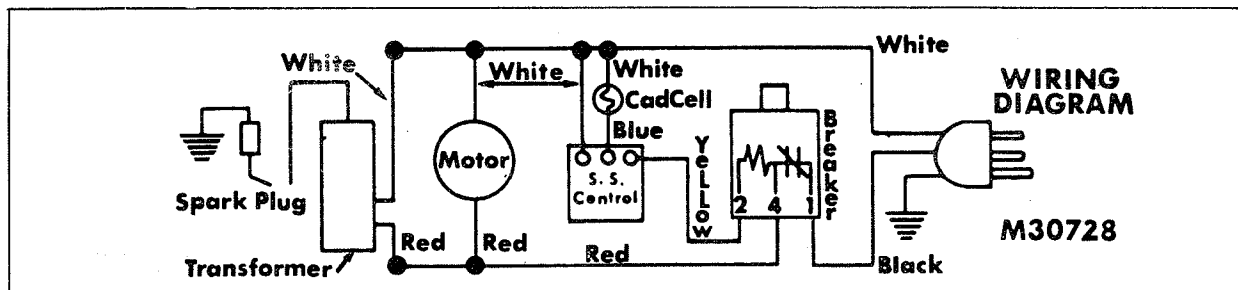 White
White
White
White
CadCell
Blue
WIRING
DIAGRAM
Spark Plug
Motor
S. S.
Control
Yellow
2 4 1
Breaker
Transformer
Red
Red
Red
Black
M30728